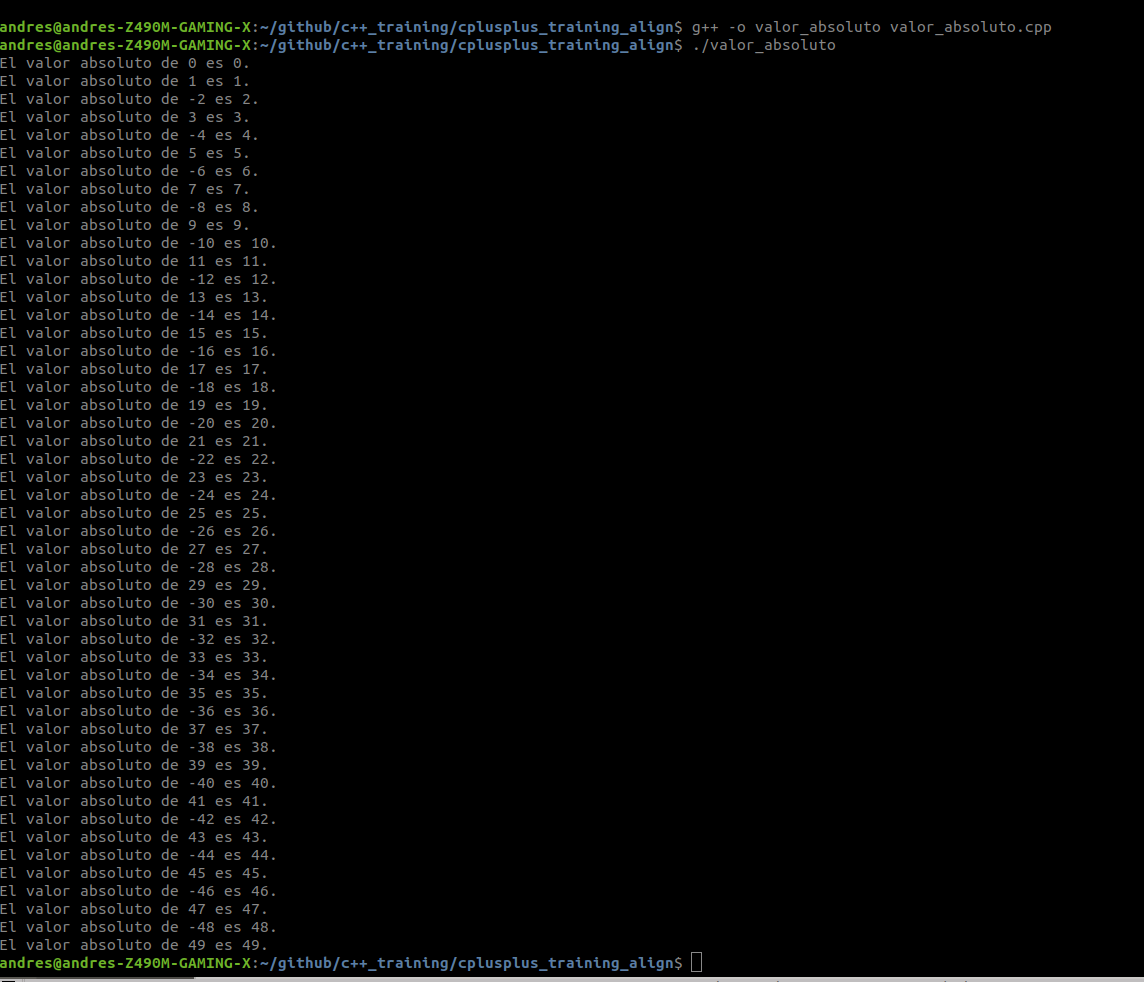 andres@andres-Z490M-GAMING-X:~/github/c++_training/cplusplus_training_align$ g++ -o valor_absoluto valor_absoluto.cpp
andres@andres-Z490M-GAMING-X:~/github/c++_training/cplusplus_training_align$ ./valor_absoluto
El valor absoluto de 0 es 0.
El valor absoluto de 1 es 1.
El valor absoluto de -2 es 2.
El valor absoluto de 3 es 3.
El valor absoluto de -4 es 4.
El valor absoluto de 5 es 5.
El valor absoluto de -6 es 6.
El valor absoluto de 7 es 7.
El valor absoluto de -8 es 8.
El valor absoluto de 9 es 9.
El valor absoluto de -10 es 10.
El valor absoluto de 11 es 11.
El valor absoluto de -12 es 12.
El valor absoluto de 13 es 13.
El valor absoluto de -14 es 14.
El valor absoluto de 15 es 15.
El valor absoluto de -16 es 16.
El valor absoluto de 17 es 17.
El valor absoluto de -18 es 18.
El valor absoluto de 19 es 19.
El valor absoluto de -20 es 20.
El valor absoluto de 21 es 21.
El valor absoluto de -22 es 22.
El valor absoluto de 23 es 23.
El valor absoluto de -24 es 24.
El valor absoluto de 25 es 25.
El valor absoluto de -26 es 26.
El valor absoluto de 27 es 27.
El valor absoluto de -28 es 28.
El valor absoluto de 29 es 29.
El valor absoluto de -30 es 30.
El valor absoluto de 31 es 31.
El valor absoluto de -32 es 32.
El valor absoluto de 33 es 33.
El valor absoluto de -34 es 34.
El valor absoluto de 35 es 35.
El valor absoluto de -36 es 36.
El valor absoluto de 37 es 37.
El valor absoluto de -38 es 38.
El valor absoluto de 39 es 39.
El valor absoluto de -40 es 40.
El valor absoluto de 41 es 41.
El valor absoluto de -42 es 42.
El valor absoluto de 43 es 43.
El valor absoluto de -44 es 44.
El valor absoluto de 45 es 45.
El valor absoluto de -46 es 46.
El valor absoluto de 47 es 47.
El valor absoluto de -48 es 48.
El valor absoluto de 49 es 49.
andres@andres-Z490M-GAMING-X:~/github/c++_training/cplusplus_training_align$